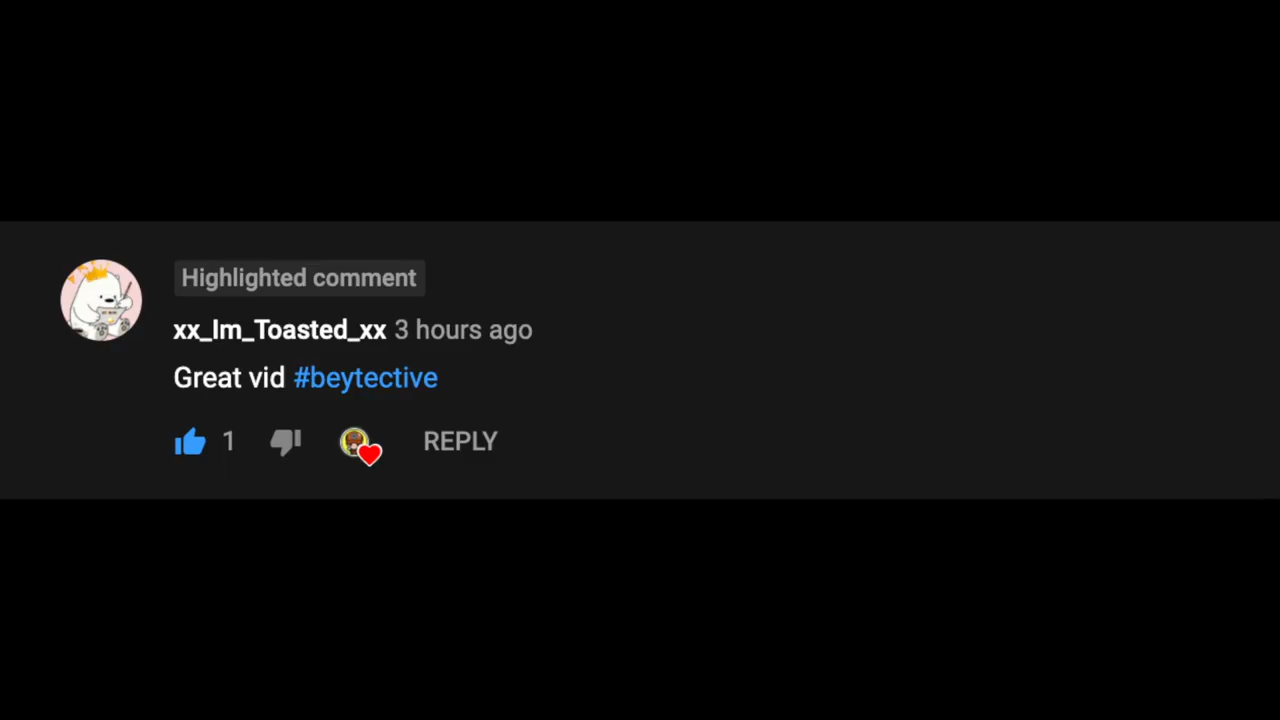 Highlighted comment
xx_Im_Toasted_xx 3 hours ago
Great vid #beytective
1 REPLY